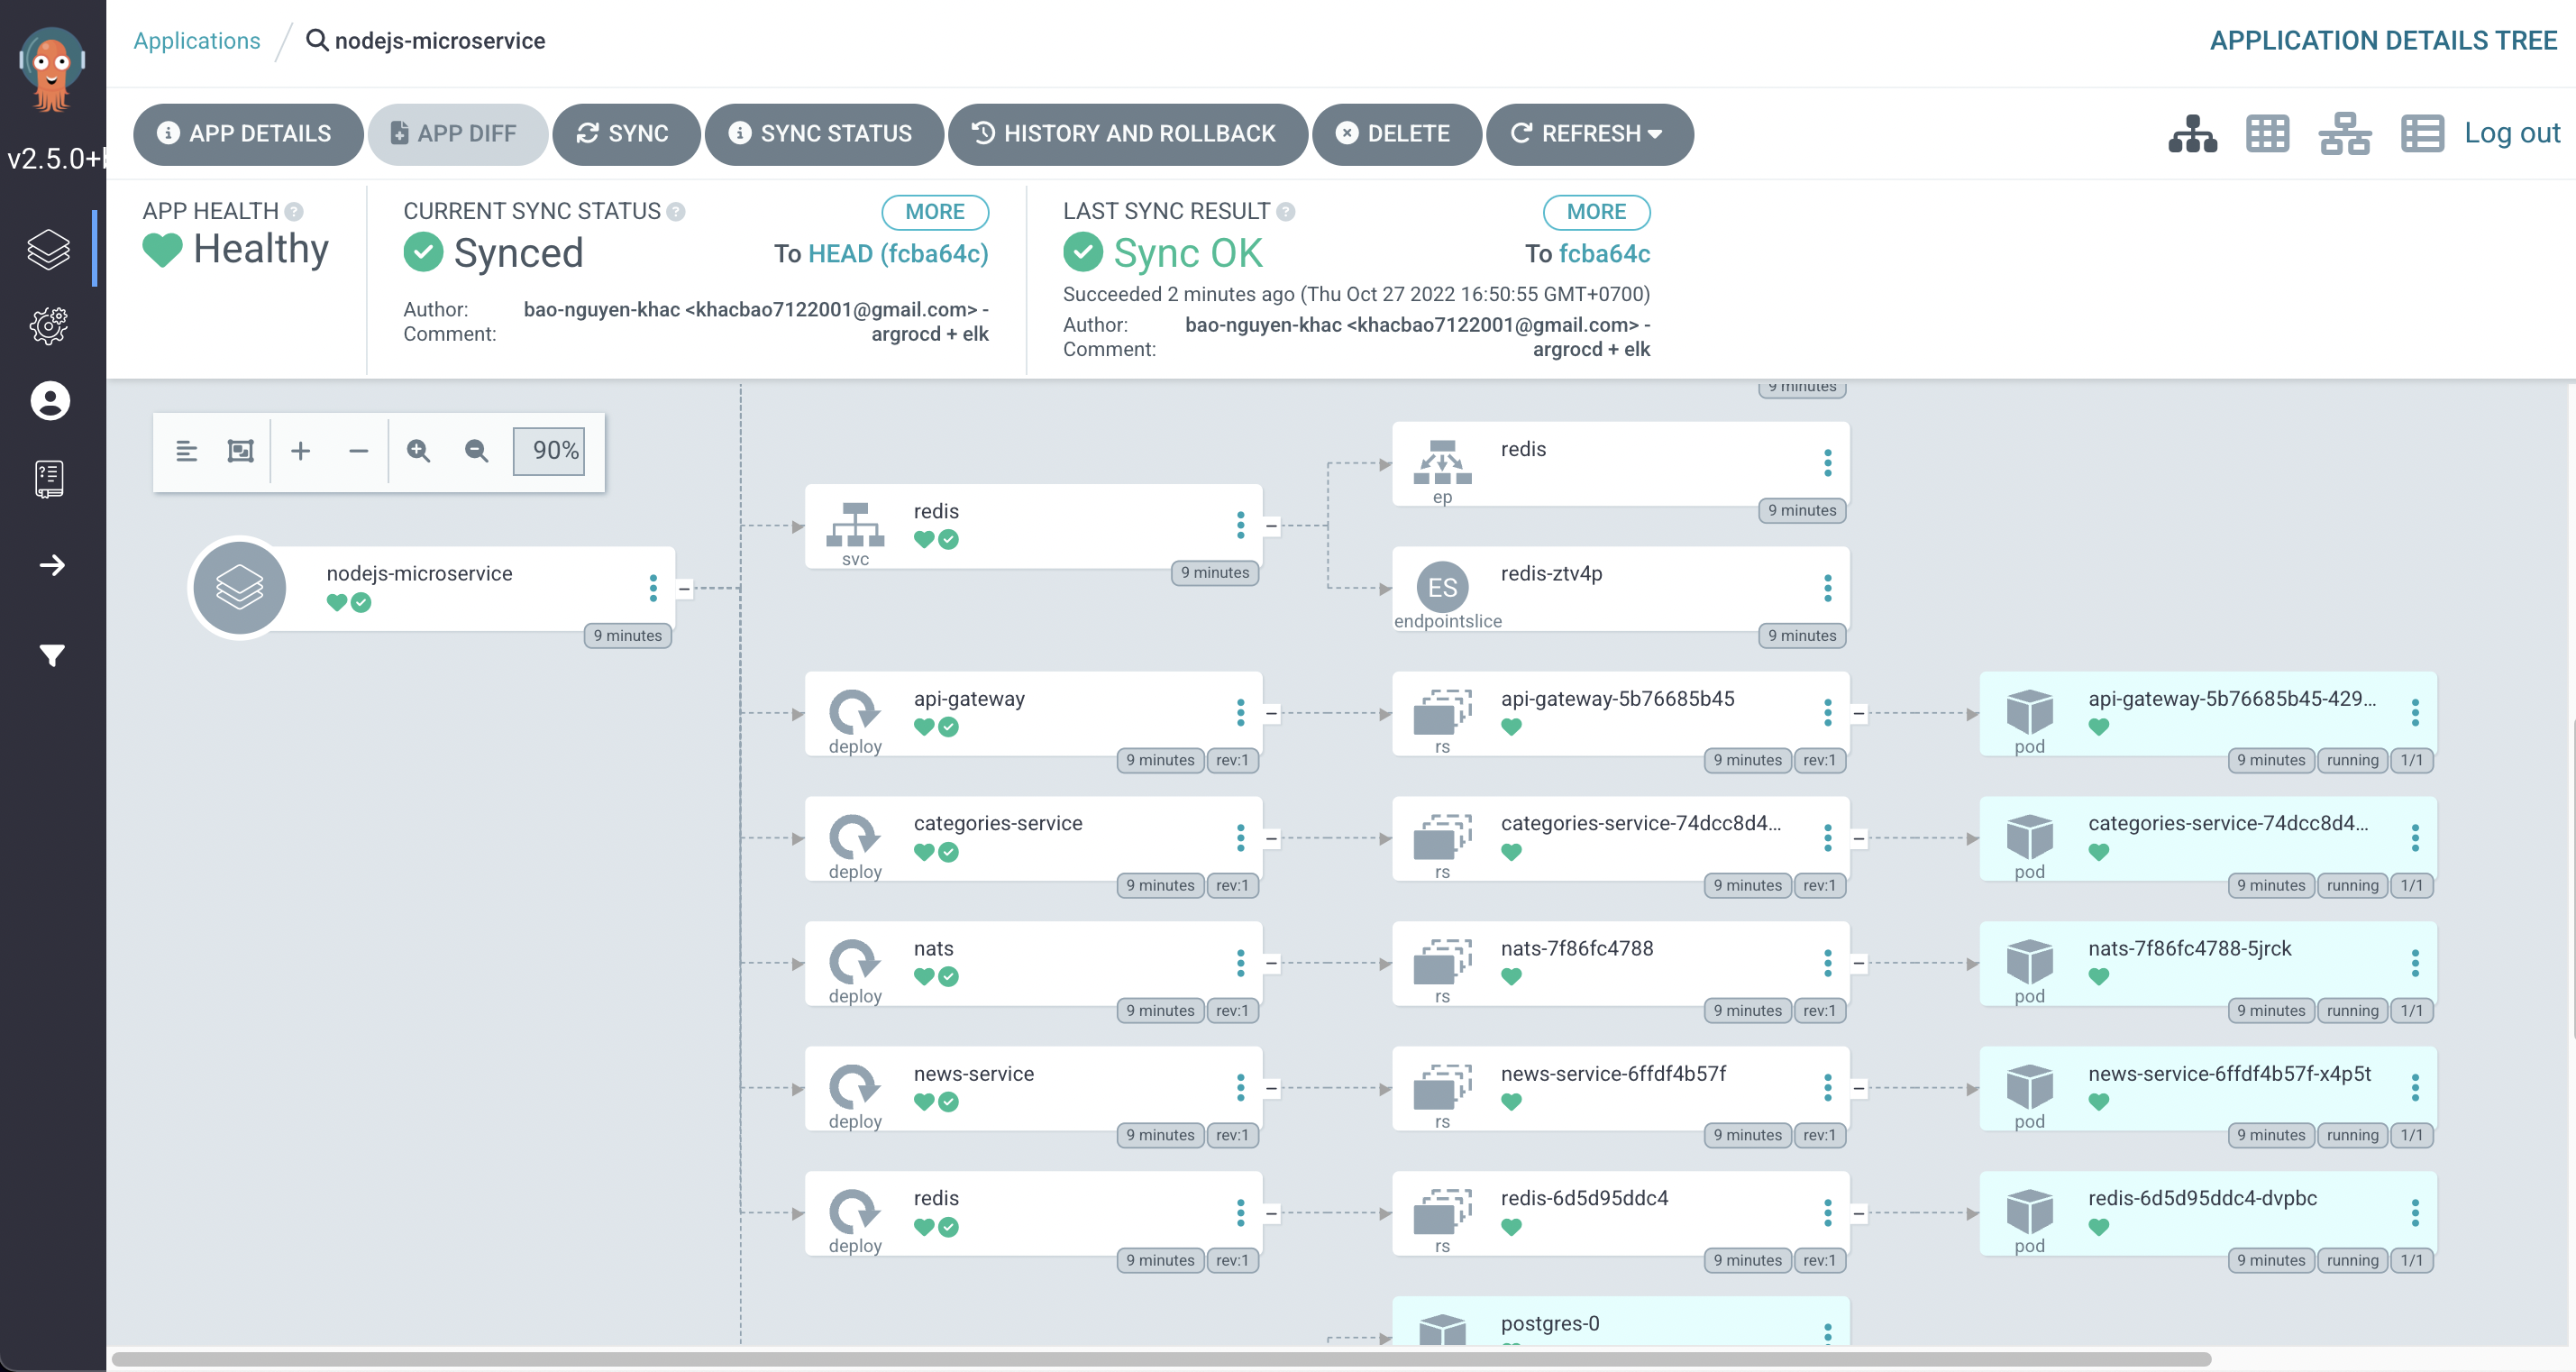 Applications / nodejs-microservice
APPLICATION DETAILS TREE
v2.5.0+
APP DETAILS
APP DIFF
SYNC
SYNC STATUS
HISTORY AND ROLLBACK
DELETE
REFRESH
Log out
APP HEALTH ?
Healthy
CURRENT SYNC STATUS ?
MORE
Synced
To HEAD (fcba64c)
Author: bao-nguyen-khac <khacbao7122001@gmail.com> -
Comment: argrocd + elk
LAST SYNC RESULT ?
MORE
Sync OK
To fcba64c
Succeeded 2 minutes ago (Thu Oct 27 2022 16:50:55 GMT+0700)
Author: bao-nguyen-khac <khacbao7122001@gmail.com> -
Comment: argrocd + elk
9 minutes
90%
nodejs-microservice
9 minutes
redis
svc
9 minutes
redis
ep
9 minutes
ES
redis-ztv4p
endpointslice
9 minutes
api-gateway
deploy
9 minutes rev:1
api-gateway-5b76685b45
rs
9 minutes rev:1
api-gateway-5b76685b45-429...
pod
9 minutes running 1/1
categories-service
deploy
9 minutes rev:1
categories-service-74dcc8d4...
rs
9 minutes rev:1
categories-service-74dcc8d4...
pod
9 minutes running 1/1
nats
deploy
9 minutes rev:1
nats-7f86fc4788
rs
9 minutes rev:1
nats-7f86fc4788-5jrck
pod
9 minutes running 1/1
news-service
deploy
9 minutes rev:1
news-service-6ffdf4b57f
rs
9 minutes rev:1
news-service-6ffdf4b57f-x4p5t
pod
9 minutes running 1/1
redis
deploy
9 minutes rev:1
redis-6d5d95ddc4
rs
9 minutes rev:1
redis-6d5d95ddc4-dvpbc
pod
9 minutes running 1/1
postgres-0